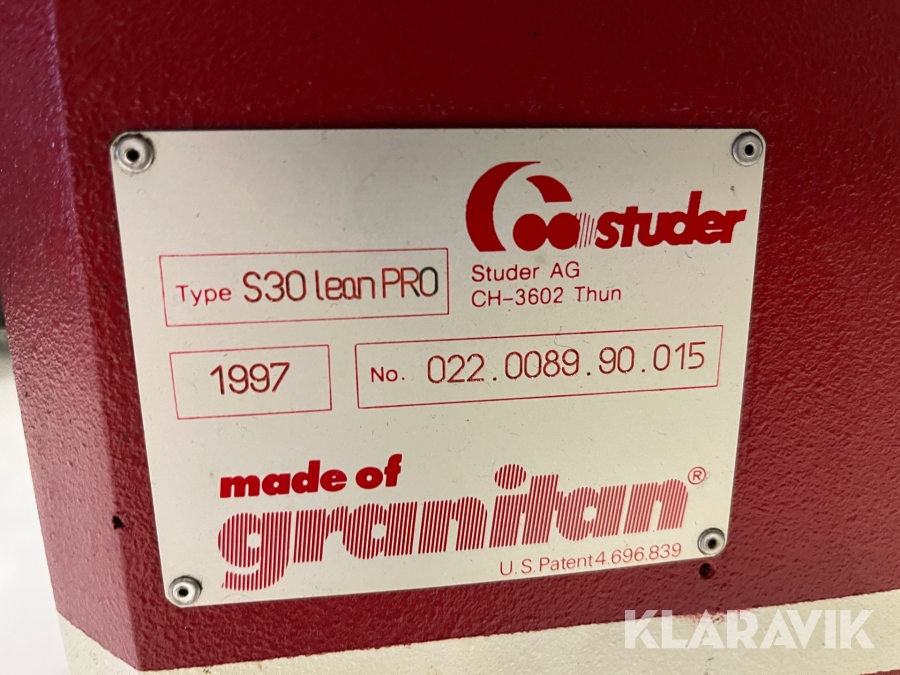 studer
Studer AG
CH-3602 Thun
Type S30 lean PRO
1997
No. 022.0089.90.015
made of
granitan®
U.S. Patent 4.696.839
KLARAVIK